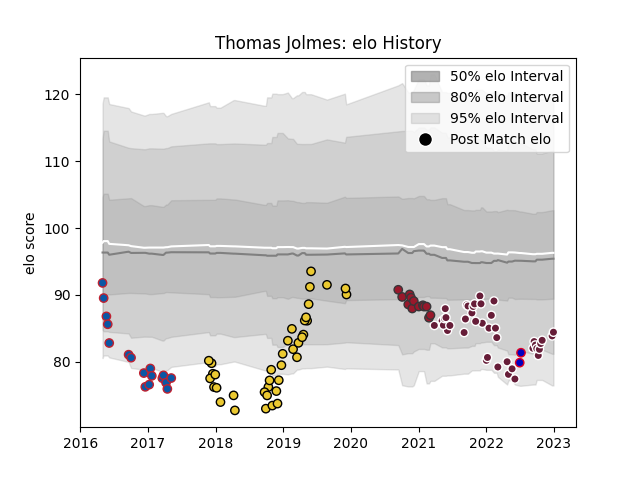 Thomas Jolmes: elo History
50% elo Interval
80% elo Interval
95% elo Interval
Post Match elo
elo score
120
110
100
90
80
2016 2017 2018 2019 2020 2021 2022 2023